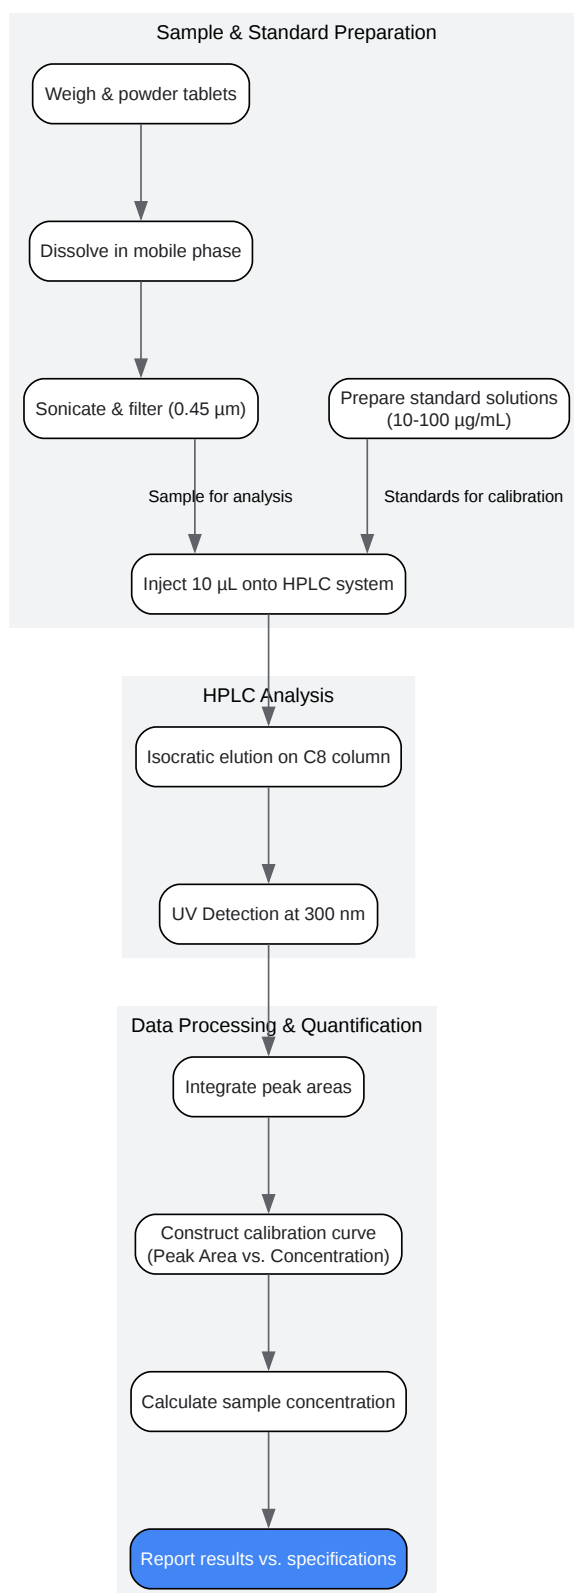 Sample & Standard Preparation
Weigh & powder tablets
Dissolve in mobile phase
Sonicate & filter (0.45 µm)
Prepare standard solutions
(10-100 µg/mL)
Sample for analysis
Standards for calibration
Inject 10 µL onto HPLC system
HPLC Analysis
Isocratic elution on C8 column
UV Detection at 300 nm
Data Processing & Quantification
Integrate peak areas
Construct calibration curve
(Peak Area vs. Concentration)
Calculate sample concentration
Report results vs. specifications